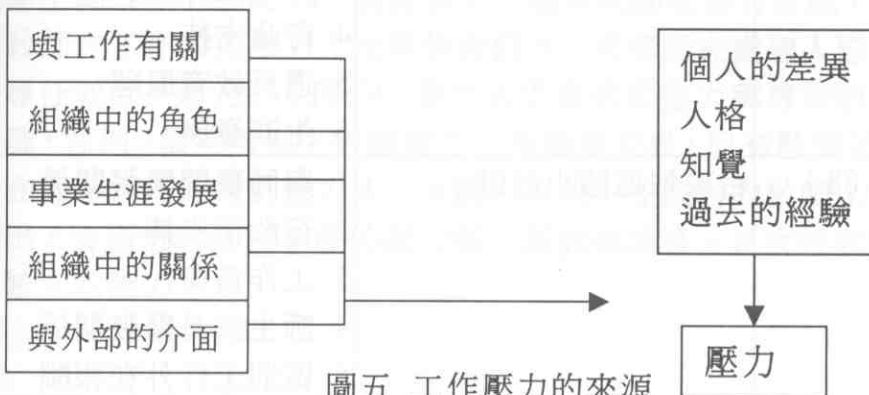 與工作有關
組織中的角色
事業生涯發展
組織中的關係
與外部的介面
個人的差異
人格
知覺
過去的經驗
壓力
圖五 工作壓力的來源